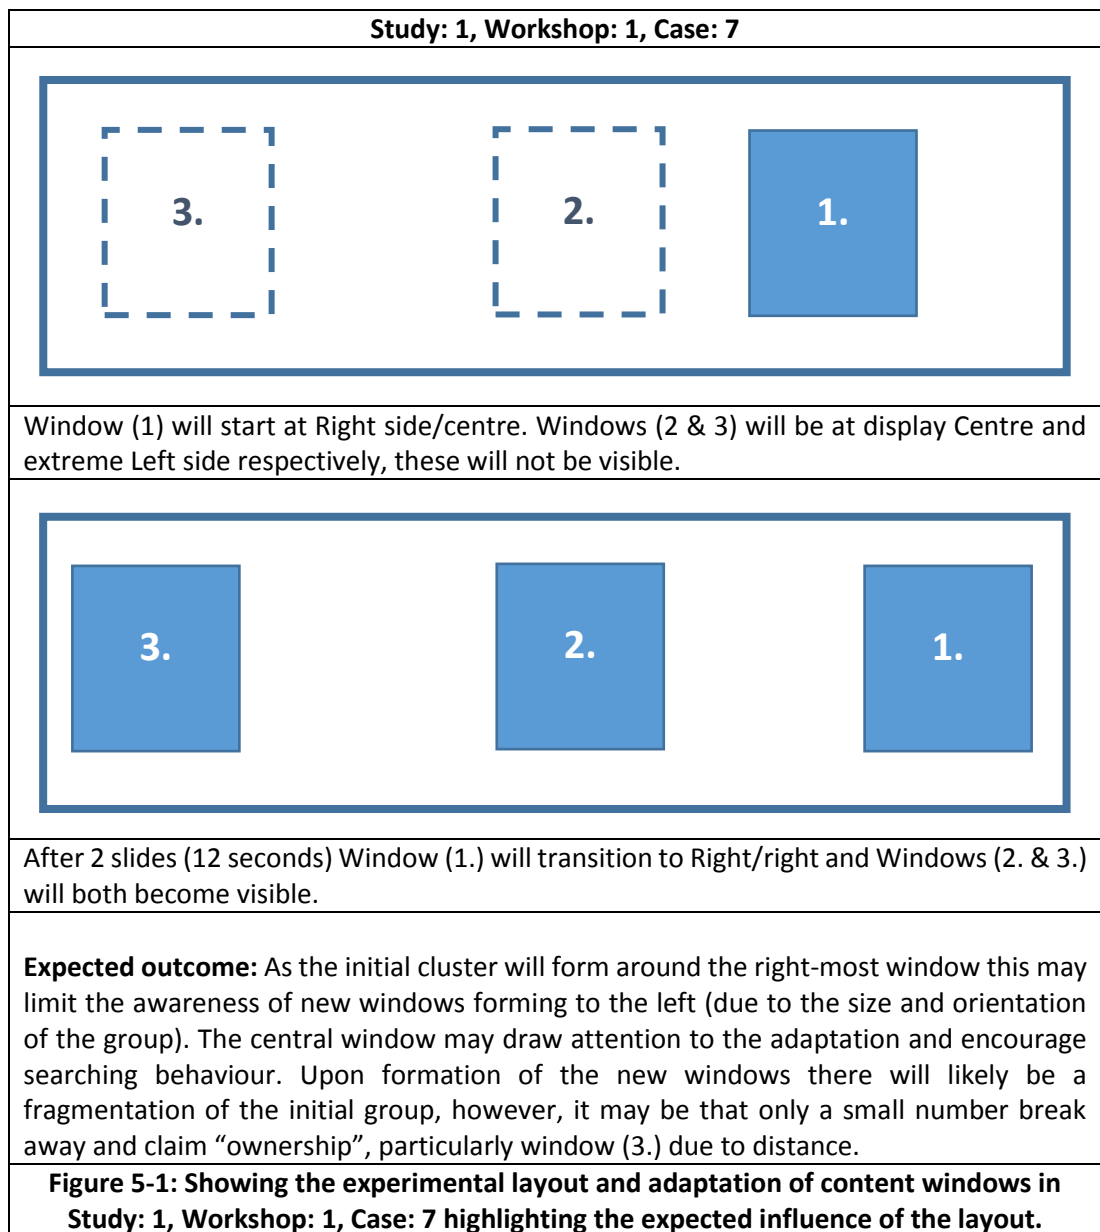 Study: 1, Workshop: 1, Case: 7
3.
2.
1.
Window (1) will start at Right side/centre. Windows (2 & 3) will be at display Centre and
extreme Left side respectively, these will not be visible.
3.
2.
1.
After 2 slides (12 seconds) Window (1.) will transition to Right/right and Windows (2. & 3.)
will both become visible.
Expected outcome: As the initial cluster will form around the right-most window this may
limit the awareness of new windows forming to the left (due to the size and orientation
of the group). The central window may draw attention to the adaptation and encourage
searching behaviour. Upon formation of the new windows there will likely be a
fragmentation of the initial group, however, it may be that only a small number break
away and claim “ownership”, particularly window (3.) due to distance.
Figure 5-1: Showing the experimental layout and adaptation of content windows in
Study: 1, Workshop: 1, Case: 7 highlighting the expected influence of the layout.